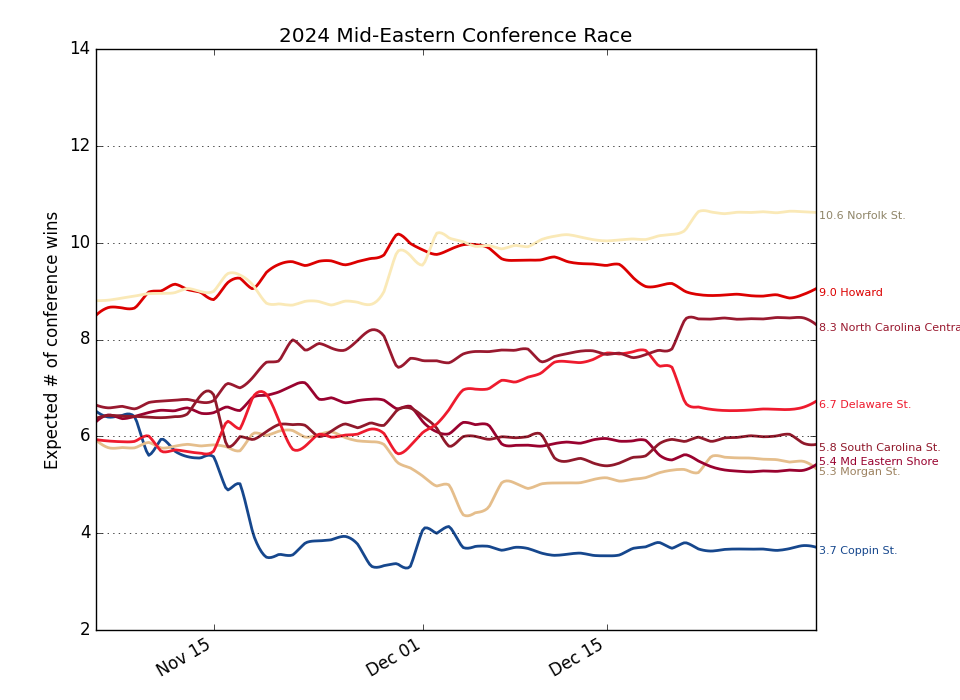 2024 Mid-Eastern Conference Race
Expected # of conference wins
14
12
10
8
6
4
2
Nov 15
Dec 01
Dec 15
10.6 Norfolk St.
9.0 Howard
8.3 North Carolina Centra
6.7 Delaware St.
5.8 South Carolina St.
5.4 Md Eastern Shore
5.3 Morgan St.
3.7 Coppin St.